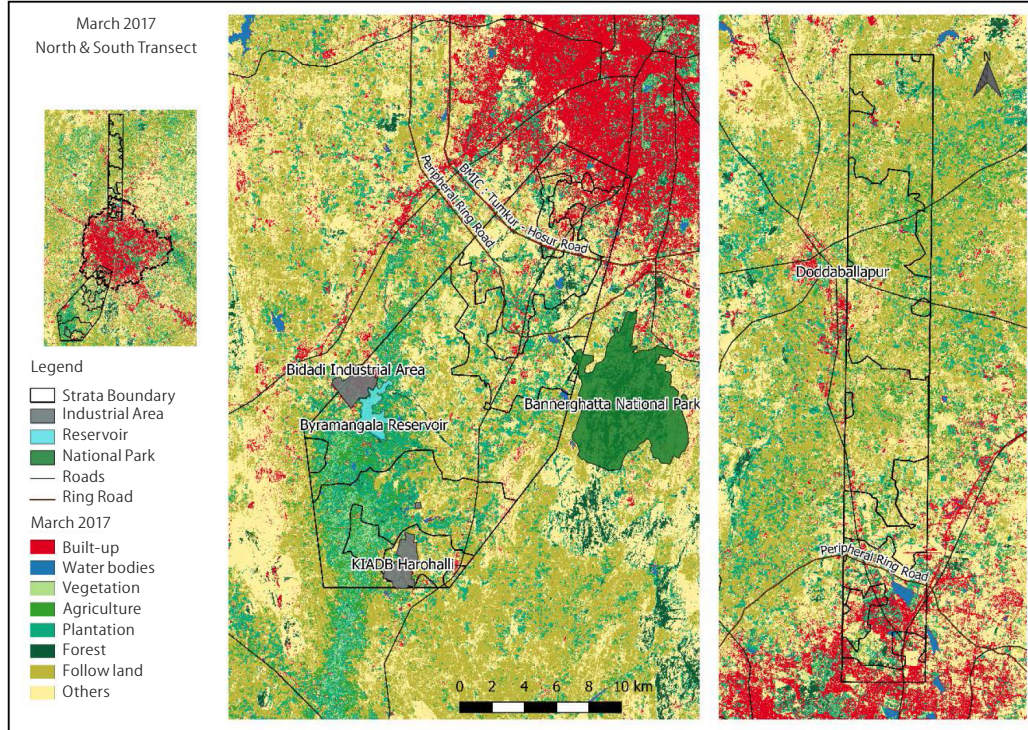 March 2017
North & South Transect
Legend
Strata Boundary
Industrial Area
Reservoir
National Park
Roads
Ring Road
March 2017
Built-up
Water bodies
Vegetation
Agriculture
Plantation
Forest
Follow land
Others
BMIC : Tumkur - Hosur Road
Peripheral Ring Road
Bidadi Industrial Area
Byramangala Reservoir
Bannerghatta National Park
KIADB Harohalli
0 2 4 6 8 10 km
N
Doddaballapur
Peripheral Ring Road